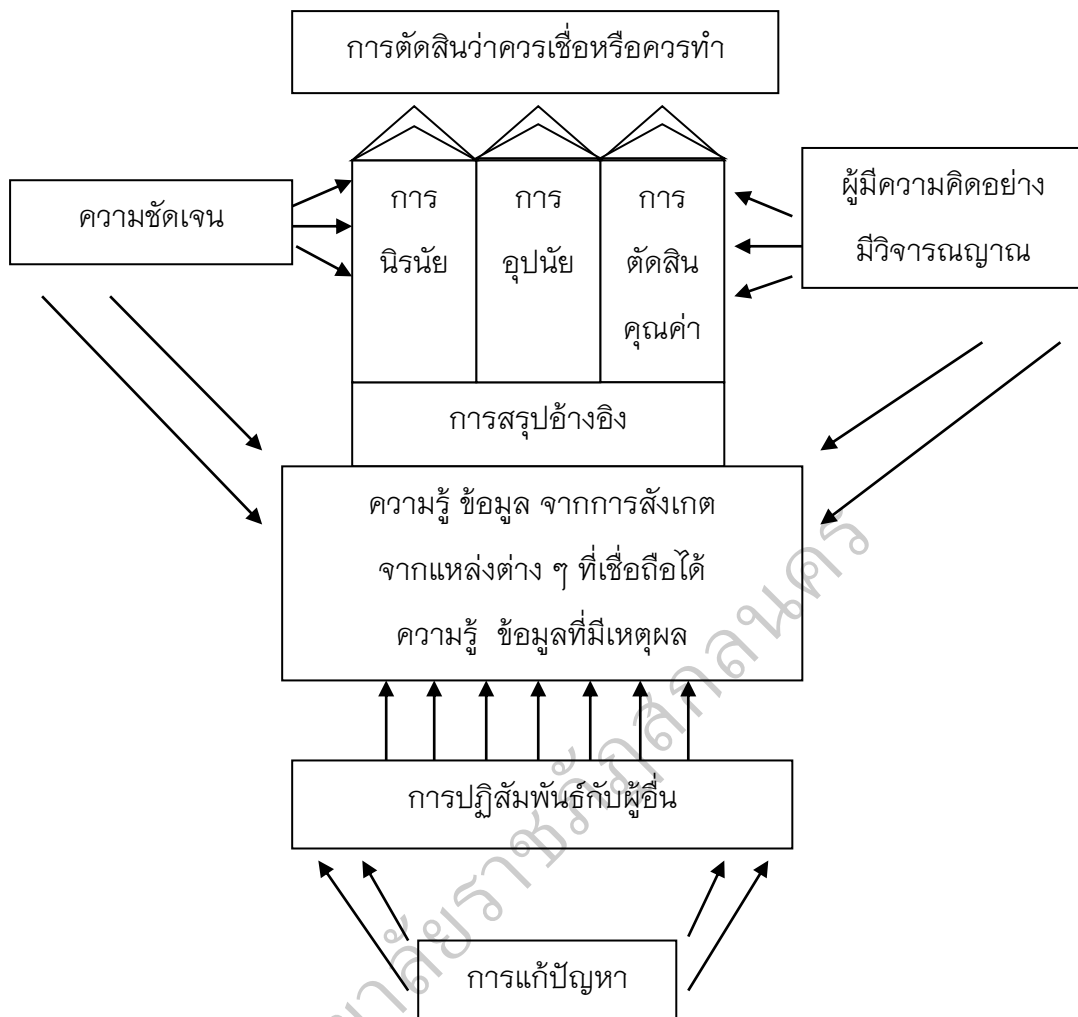 การตัดสินว่าควรเชื่อหรือควรทำ
ความชัดเจน
การ
นิรนัย
การ
อุปนัย
การ
ตัดสิน
คุณค่า
ผู้มีความคิดอย่าง
มีวิจารณญาณ
การสรุปอ้างอิง
ความรู้ ข้อมูล จากการสังเกต
จากแหล่งต่าง ๆ ที่เชื่อถือได้
ความรู้ ข้อมูลที่มีเหตุผล
การปฏิสัมพันธ์กับผู้อื่น
การแก้ปัญหา